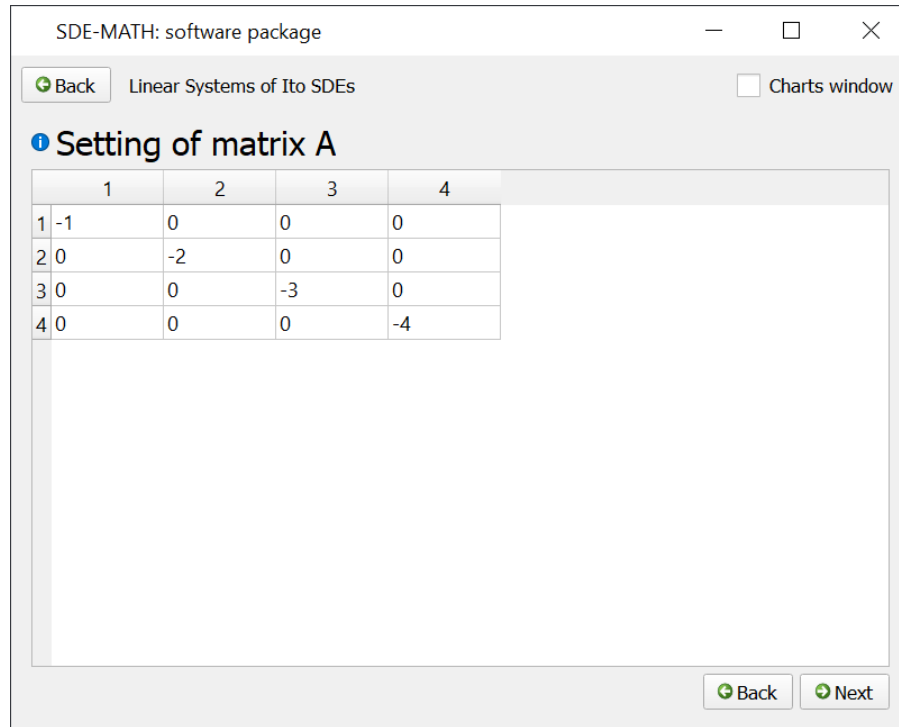 SDE-MATH: software package
Back Linear Systems of Ito SDEs Charts window
Setting of matrix A
1 2 3 4
1 -1 0 0 0
2 0 -2 0 0
3 0 0 -3 0
4 0 0 0 -4
Back Next